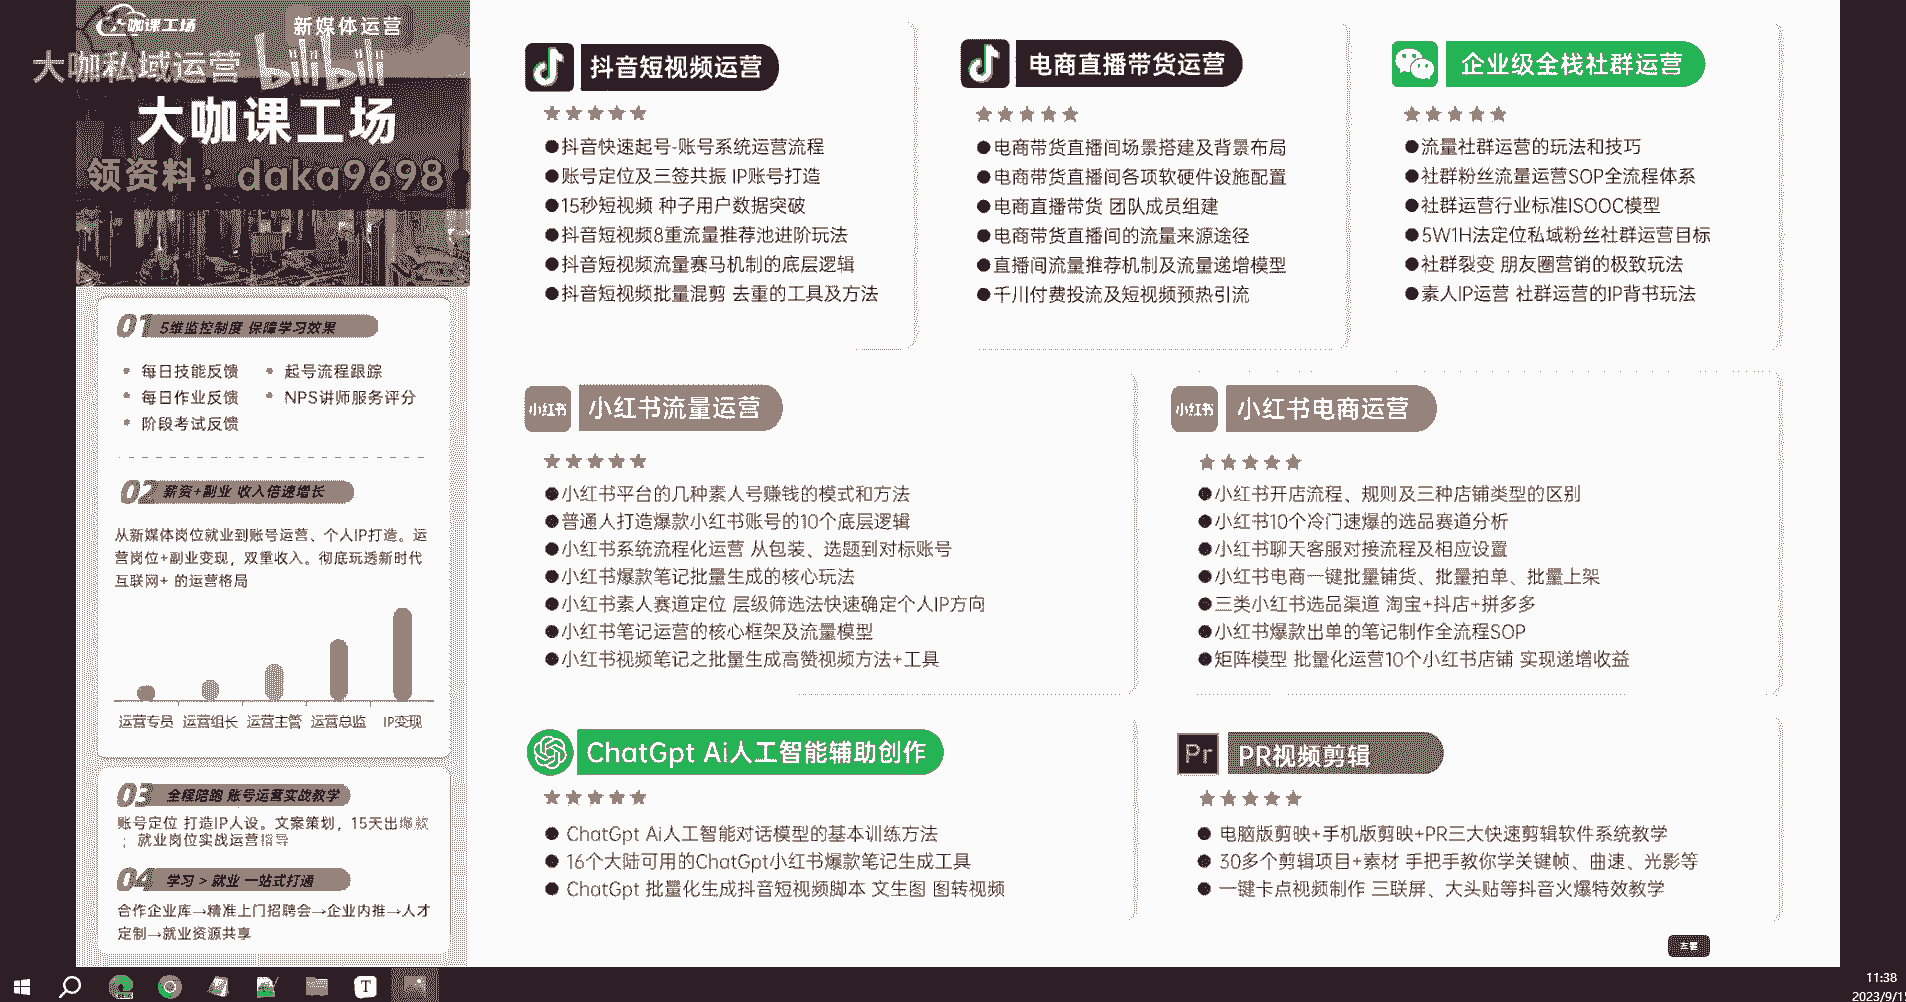 咖课工场
新媒体运营
大咖私域运营 bilibili
大咖课工场
领资料：daka9698
01 5维监控制度 保障学习效果
每日技能反馈
起号流程跟踪
每日作业反馈
NPS讲师服务评分
阶段考试反馈
02 薪资+副业 收入倍速增长
从新媒体岗位就业到账号运营、个人IP打造。运
营岗位+副业变现，双重收入。彻底玩透新时代
互联网+ 的运营格局
运营专员 运营组长 运营主管 运营总监 IP变现
03 全程陪跑 账号运营实战教学
账号定位 打造IP人设。文案策划，15天出爆款
；就业岗位实战运营指导
04 学习 > 就业 一站式打通
合作企业库→精准上门招聘会→企业内推→人才
定制→就业资源共享
抖音短视频运营
●抖音快速起号-账号系统运营流程
●账号定位及三签共振 IP账号打造
●15秒短视频 种子用户数据突破
●抖音短视频8重流量推荐池进阶玩法
●抖音短视频流量赛马机制的底层逻辑
●抖音短视频批量混剪 去重的工具及方法
电商直播带货运营
●电商带货直播间场景搭建及背景布局
●电商带货直播间各项软硬件设施配置
●电商直播带货 团队成员组建
●电商带货直播间的流量来源途径
●直播间流量推荐机制及流量递增模型
●千川付费投流及短视频预热引流
企业级全栈社群运营
●流量社群运营的玩法和技巧
●社群粉丝流量运营SOP全流程体系
●社群运营行业标准ISOOC模型
●5W1H法定位私域粉丝社群运营目标
●社群裂变 朋友圈营销的极致玩法
●素人IP运营 社群运营的IP背书玩法
小红书 小红书流量运营
●小红书平台的几种素人号赚钱的模式和方法
●普通人打造爆款小红书账号的10个底层逻辑
●小红书系统流程化运营 从包装、选题到对标账号
●小红书爆款笔记批量生成的核心玩法
●小红书素人赛道定位 层级筛选法快速确定个人IP方向
●小红书笔记运营的核心框架及流量模型
●小红书视频笔记之批量生成高赞视频方法+工具
小红书 小红书电商运营
●小红书开店流程、规则及三种店铺类型的区别
●小红书10个冷门速爆的选品赛道分析
●小红书聊天客服对接流程及相应设置
●小红书电商一键批量铺货、批量拍单、批量上架
●三类小红书选品渠道 淘宝+抖店+拼多多
●小红书爆款出单的笔记制作全流程SOP
●矩阵模型 批量化运营10个小红书店铺 实现递增收益
ChatGpt Ai人工智能辅助创作
● ChatGpt Ai人工智能对话模型的基本训练方法
● 16个大陆可用的ChatGpt小红书爆款笔记生成工具
● ChatGpt 批量化生成抖音短视频脚本 文生图 图转视频
Pr PR视频剪辑
● 电脑版剪映+手机版剪映+PR三大快速剪辑软件系统教学
● 30多个剪辑项目+素材 手把手教你学关键帧、曲速、光影等
● 一键卡点视频制作 三联屏、大头贴等抖音火爆特效教学
T
11:38
2023/9/1